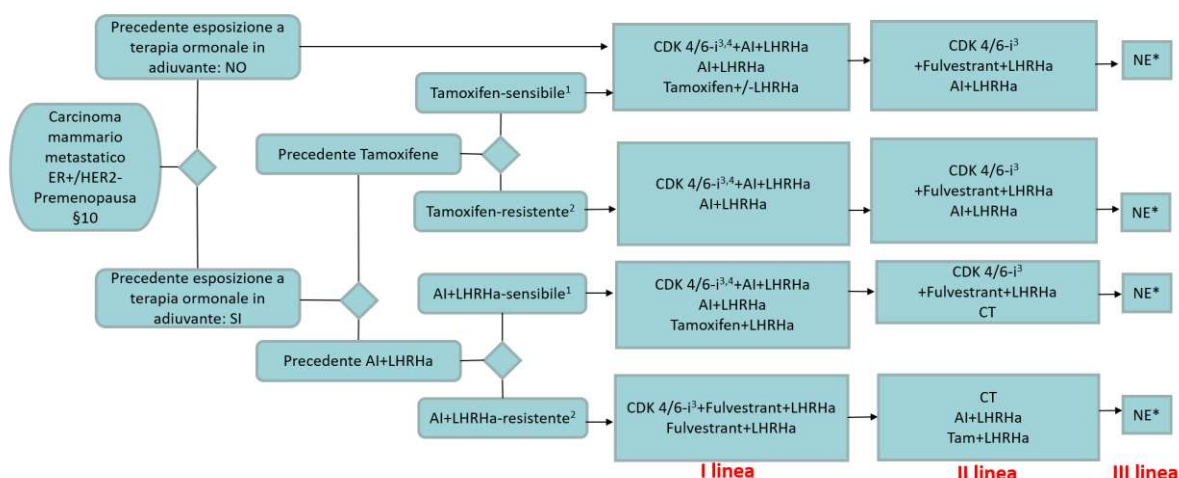 Precedente esposizione a
terapia ormonale in
adiuvante: NO
Carcinoma
mammario
metastatico
ER+/HER2-
Premenopausa
§10
Precedente esposizione a
terapia ormonale in
adiuvante: SI
Precedente Tamoxifene
Precedente AI+LHRHa
Tamoxifen-sensibile¹
Tamoxifen-resistente²
AI+LHRHa-sensibile¹
AI+LHRHa-resistente²
CDK 4/6-i³,⁴+AI+LHRHa
AI+LHRHa
Tamoxifen+/-LHRHa
CDK 4/6-i³
+Fulvestrant+LHRHa
AI+LHRHa
NE*
CDK 4/6-i³,⁴+AI+LHRHa
AI+LHRHa
CDK 4/6-i³
+Fulvestrant+LHRHa
AI+LHRHa
NE*
CDK 4/6-i³,⁴+AI+LHRHa
AI+LHRHa
Tamoxifen+LHRHa
CDK 4/6-i³
+Fulvestrant+LHRHa
CT
NE*
CDK 4/6-i³+Fulvestrant+LHRHa
Fulvestrant+LHRHa
CT
AI+LHRHa
Tam+LHRHa
NE*
I linea
II linea
III linea